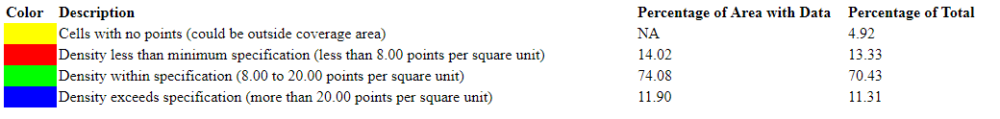 Color Description Percentage of Area with Data Percentage of Total
Cells with no points (could be outside coverage area) NA 4.92
Density less than minimum specification (less than 8.00 points per square unit) 14.02 13.33
Density within specification (8.00 to 20.00 points per square unit) 74.08 70.43
Density exceeds specification (more than 20.00 points per square unit) 11.90 11.31